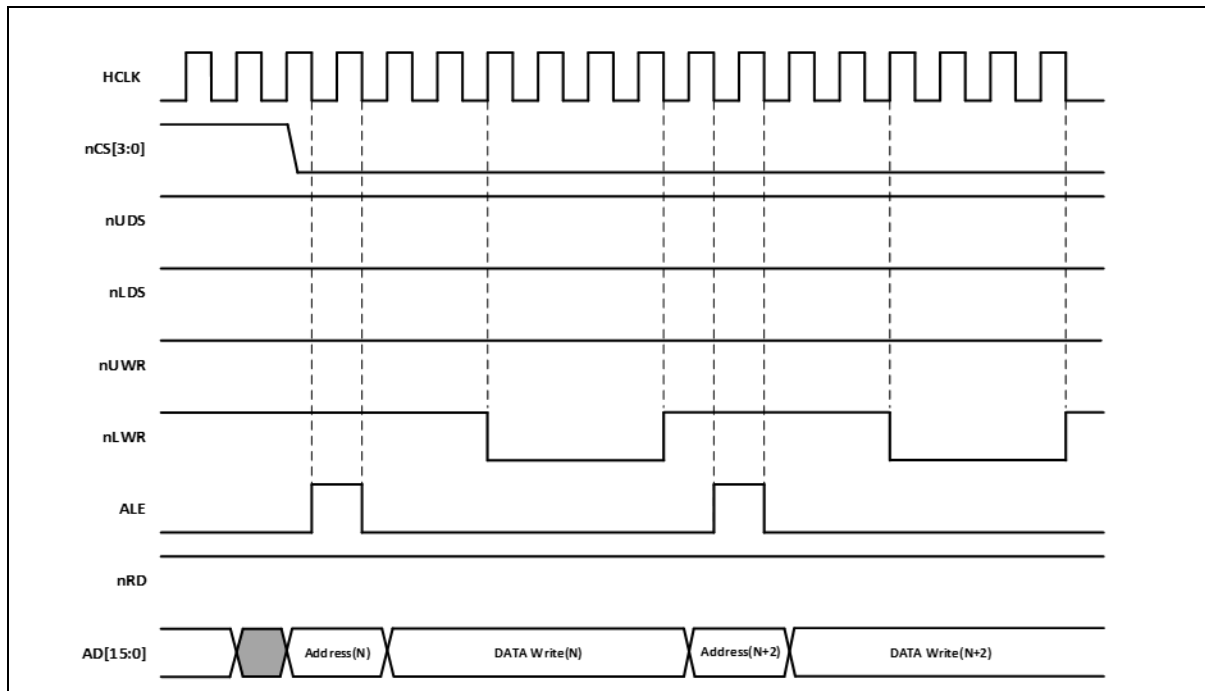 HCLK
nCS[3:0]
nUDS
nLDS
nUWR
nLWR
ALE
nRD
AD[15:0] Address(N) DATA Write(N) Address(N+2) DATA Write(N+2)